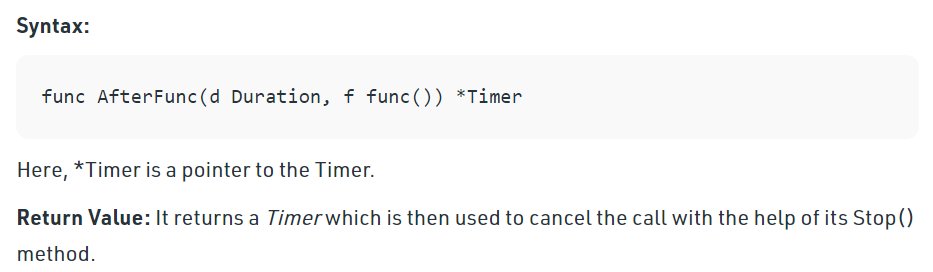 Syntax:
func AfterFunc(d Duration, f func()) *Timer
Here, *Timer is a pointer to the Timer.
Return Value: It returns a Timer which is then used to cancel the call with the help of its Stop()
method.